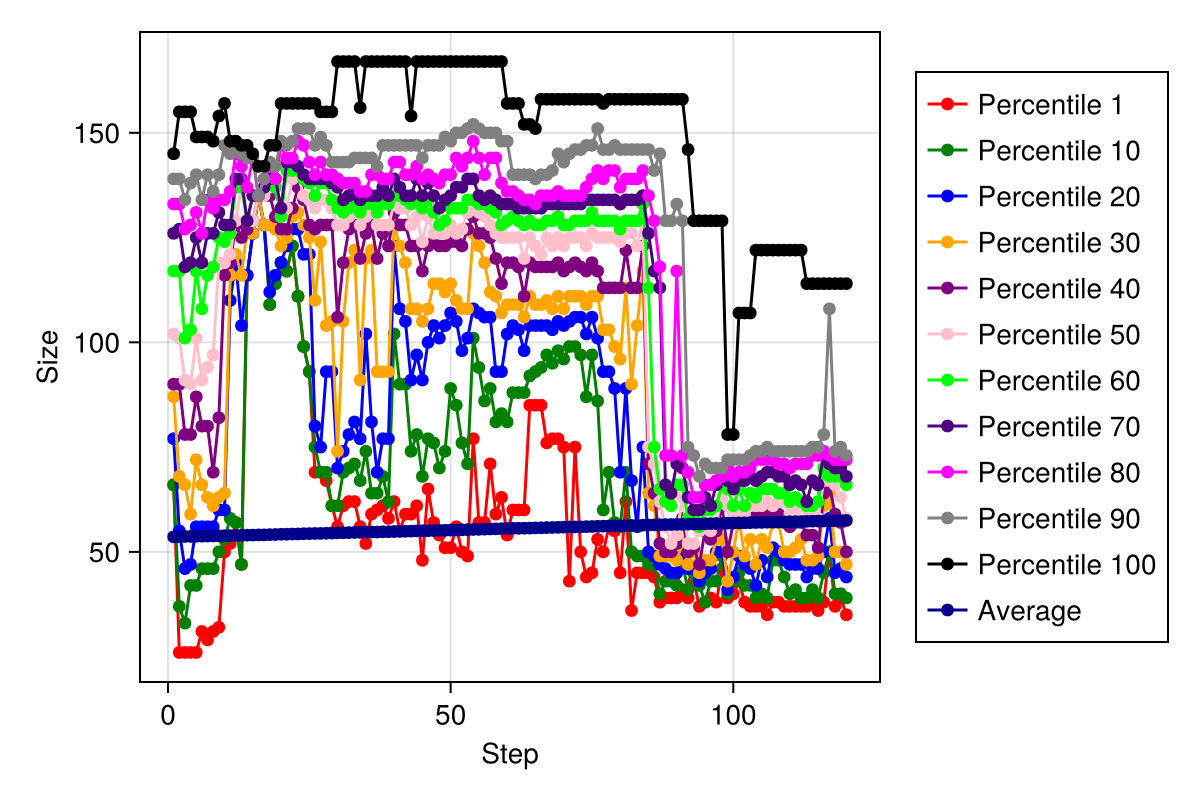 150
100
50
Size
0
50
100
Step
Percentile 1
Percentile 10
Percentile 20
Percentile 30
Percentile 40
Percentile 50
Percentile 60
Percentile 70
Percentile 80
Percentile 90
Percentile 100
Average